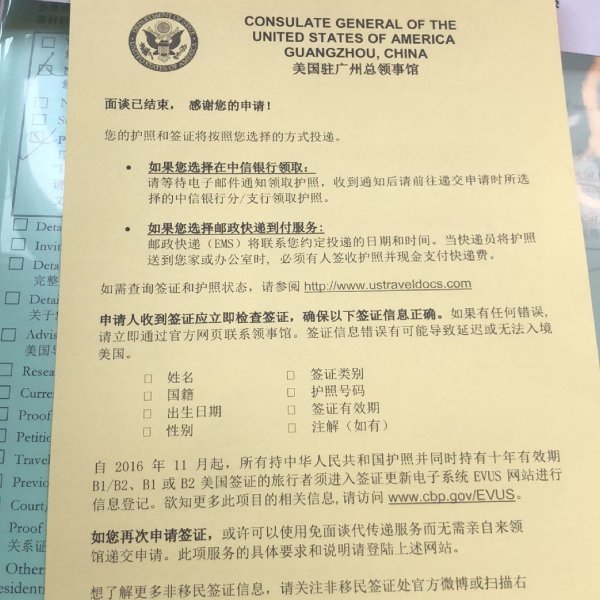 CONSULATE GENERAL OF THE
UNITED STATES OF AMERICA
GUANGZHOU, CHINA
美国驻广州总领事馆
面谈已结束， 感谢您的申请！
您的护照和签证将按照您选择的方式投递。
• 如果您选择在中信银行领取：
请等待电子邮件通知领取护照，收到通知后请前往递交申请时所选
择的中信银行分/支行领取护照。
• 如果您选择邮政快递到付服务：
邮政快递（EMS）将联系您约定投递的日期和时间。当快递员将护照
送到您家或办公室时，必须有人签收护照并现金支付快递费。
如需查询签证和护照状态，请参阅 http://www.ustraveldocs.com
申请人收到签证应立即检查签证，确保以下签证信息正确。如果有任何错误，
请立即通过官方网页联系领事馆。签证信息错误有可能导致延迟或无法入境
美国。
□ 姓名 □ 签证类别
□ 国籍 □ 护照号码
□ 出生日期 □ 签证有效期
□ 性别 □ 注解（如有）
自 2016 年 11 月起，所有持中华人民共和国护照并同时持有十年有效期
B1/B2、B1 或 B2 美国签证的旅行者须进入签证更新电子系统 EVUS 网站进行
信息登记。欲知更多此项目的相关信息,请访问 www.cbp.gov/EVUS。
如您再次申请签证，或许可以使用免面谈代传递服务而无需亲自来领
馆递交申请。此项服务的具体要求和说明请登陆上述网站。
想了解更多非移民签证信息，请关注非移民签证处官方微博或扫描右
Detai
Invit
Detai
完整
Detai
关于
Advis
美国
Resea
Curre
Proof
Petiti
Travel
Previo
Court/
Proof
关系证
Other